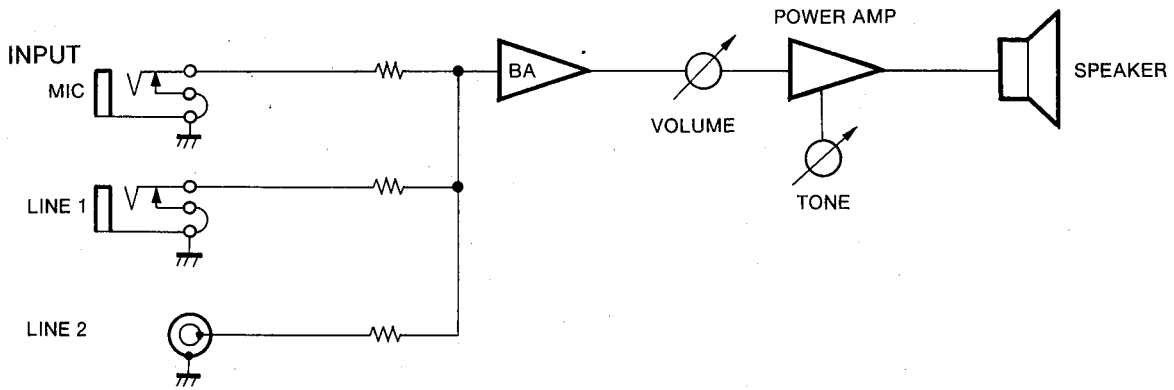 INPUT
MIC
LINE 1
LINE 2
BA
VOLUME
POWER AMP
TONE
SPEAKER